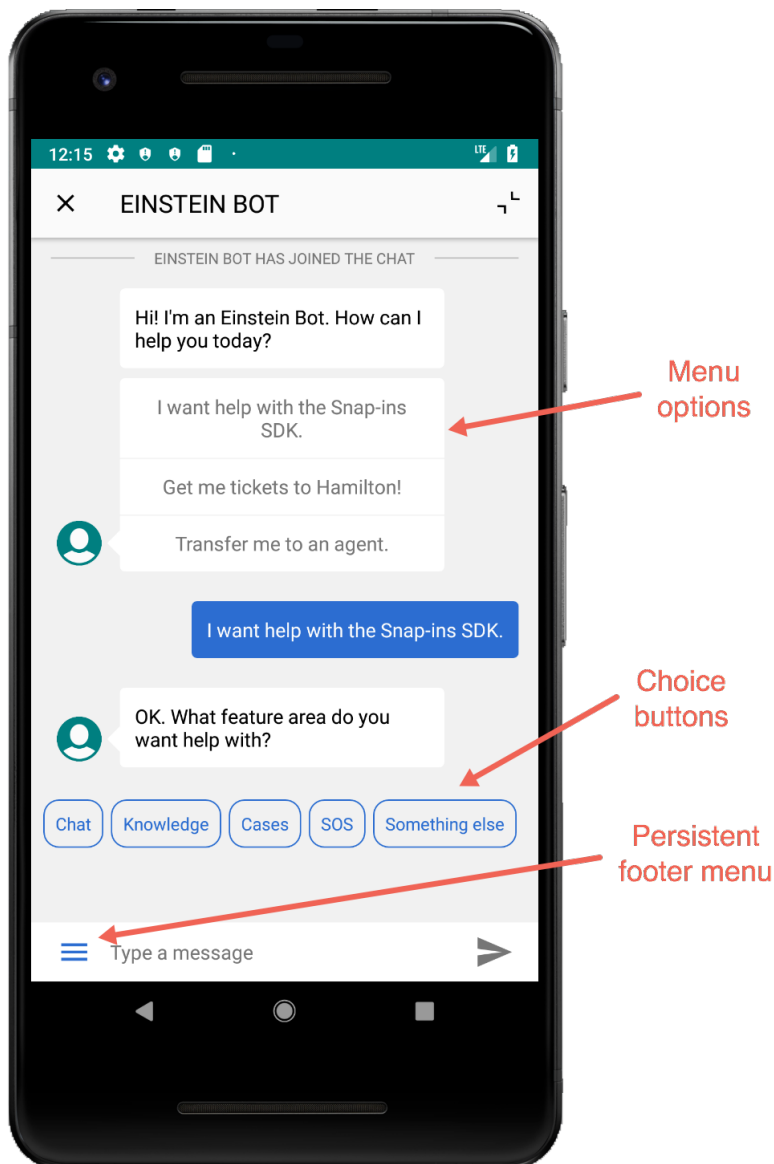 12:15
LTE
EINSTEIN BOT
EINSTEIN BOT HAS JOINED THE CHAT
Hi! I'm an Einstein Bot. How can I
help you today?
I want help with the Snap-ins
SDK.
Get me tickets to Hamilton!
Transfer me to an agent.
I want help with the Snap-ins SDK.
OK. What feature area do you
want help with?
Chat
Knowledge
Cases
SOS
Something else
Type a message
Menu
options
Choice
buttons
Persistent
footer menu